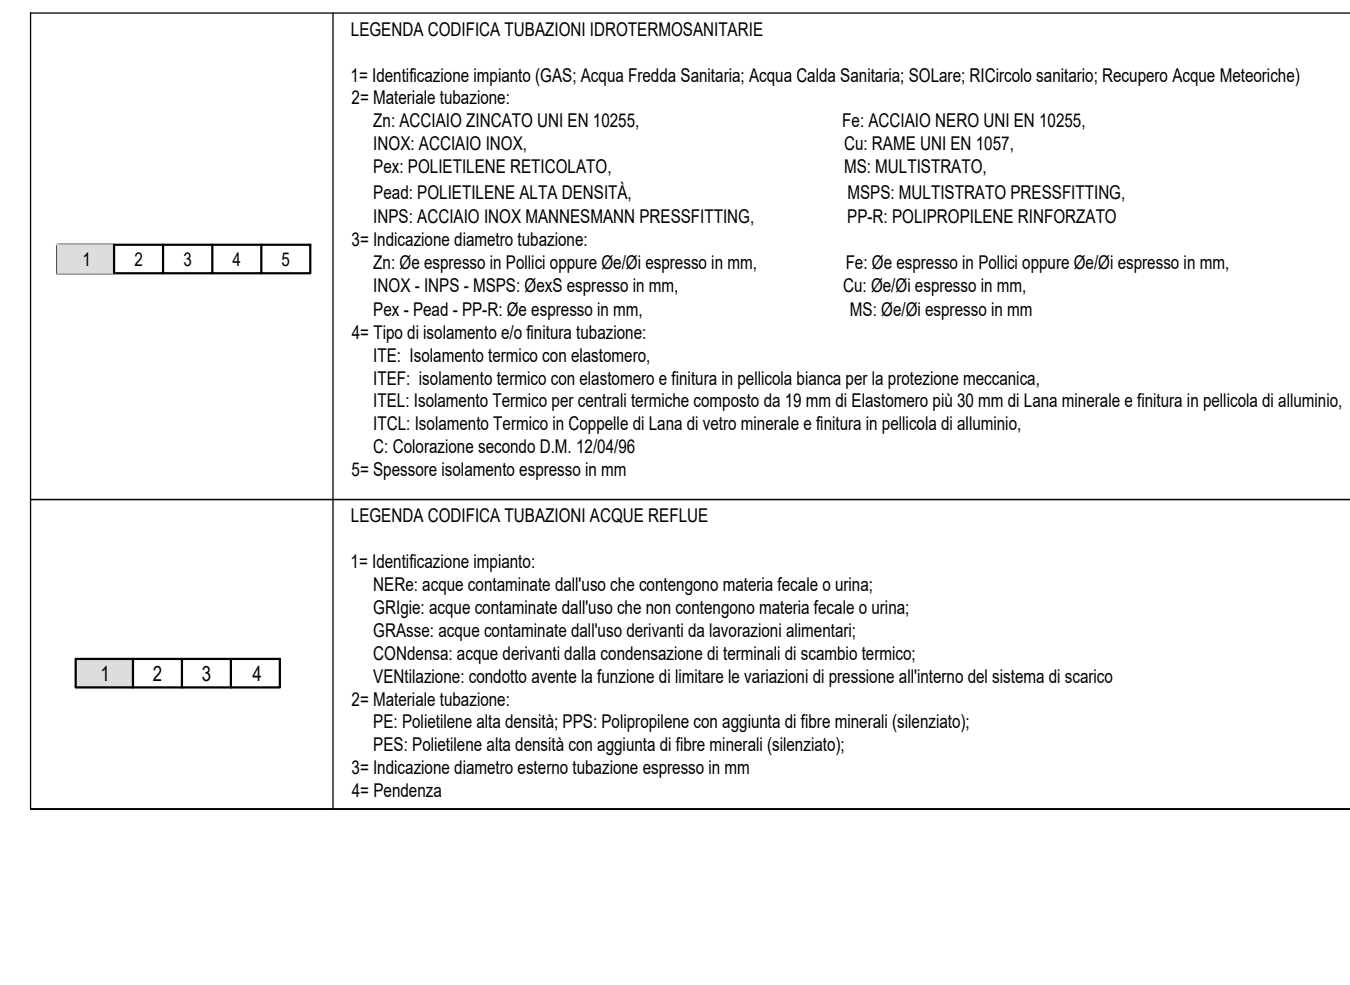 LEGENDA CODIFICA TUBAZIONI IDROTERMOSANITARIE
1= Identificazione impianto (GAS; Acqua Fredda Sanitaria; Acqua Calda Sanitaria; SOLare; RICircolo sanitario; Recupero Acque Meteoriche)
2= Materiale tubazione:
Zn: ACCIAIO ZINCATO UNI EN 10255, Fe: ACCIAIO NERO UNI EN 10255,
INOX: ACCIAIO INOX, Cu: RAME UNI EN 1057,
Pex: POLIETILENE RETICOLATO, MS: MULTISTRATO,
Pead: POLIETILENE ALTA DENSITÀ, MSPS: MULTISTRATO PRESSFITTING,
INPS: ACCIAIO INOX MANNESMANN PRESSFITTING, PP-R: POLIPROPILENE RINFORZATO
3= Indicazione diametro tubazione:
1 2 3 4 5
Zn: Øe espresso in Pollici oppure Øe/Øi espresso in mm, Fe: Øe espresso in Pollici oppure Øe/Øi espresso in mm,
INOX - INPS - MSPS: ØexS espresso in mm, Cu: Øe/Øi espresso in mm,
Pex - Pead - PP-R: Øe espresso in mm, MS: Øe/Øi espresso in mm
4= Tipo di isolamento e/o finitura tubazione:
ITE: Isolamento termico con elastomero,
ITEF: isolamento termico con elastomero e finitura in pellicola bianca per la protezione meccanica,
ITEL: Isolamento Termico per centrali termiche composto da 19 mm di Elastomero più 30 mm di Lana minerale e finitura in pellicola di alluminio,
ITCL: Isolamento Termico in Coppelle di Lana di vetro minerale e finitura in pellicola di alluminio,
C: Colorazione secondo D.M. 12/04/96
5= Spessore isolamento espresso in mm
LEGENDA CODIFICA TUBAZIONI ACQUE REFLUE
1= Identificazione impianto:
NERe: acque contaminate dall'uso che contengono materia fecale o urina;
GRIgie: acque contaminate dall'uso che non contengono materia fecale o urina;
GRAsse: acque contaminate dall'uso derivanti da lavorazioni alimentari;
CONdensa: acque derivanti dalla condensazione di terminali di scambio termico;
1 2 3 4
VENtilazione: condotto avente la funzione di limitare le variazioni di pressione all'interno del sistema di scarico
2= Materiale tubazione:
PE: Polietilene alta densità; PPS: Polipropilene con aggiunta di fibre minerali (silenziato);
PES: Polietilene alta densità con aggiunta di fibre minerali (silenziato);
3= Indicazione diametro esterno tubazione espresso in mm
4= Pendenza